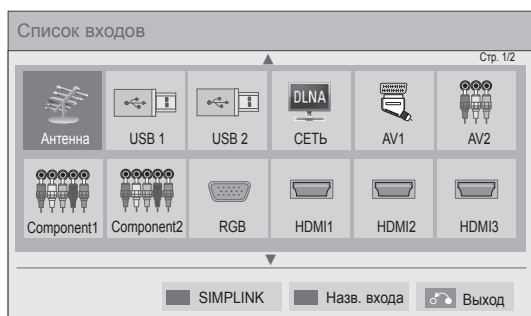 Список входов
Стр. 1/2
DLNA
Антенна USB 1 USB 2 СЕТЬ AV1 AV2
Component1 Component2 RGB HDMI1 HDMI2 HDMI3
SIMPLINK Назв. входа Выход